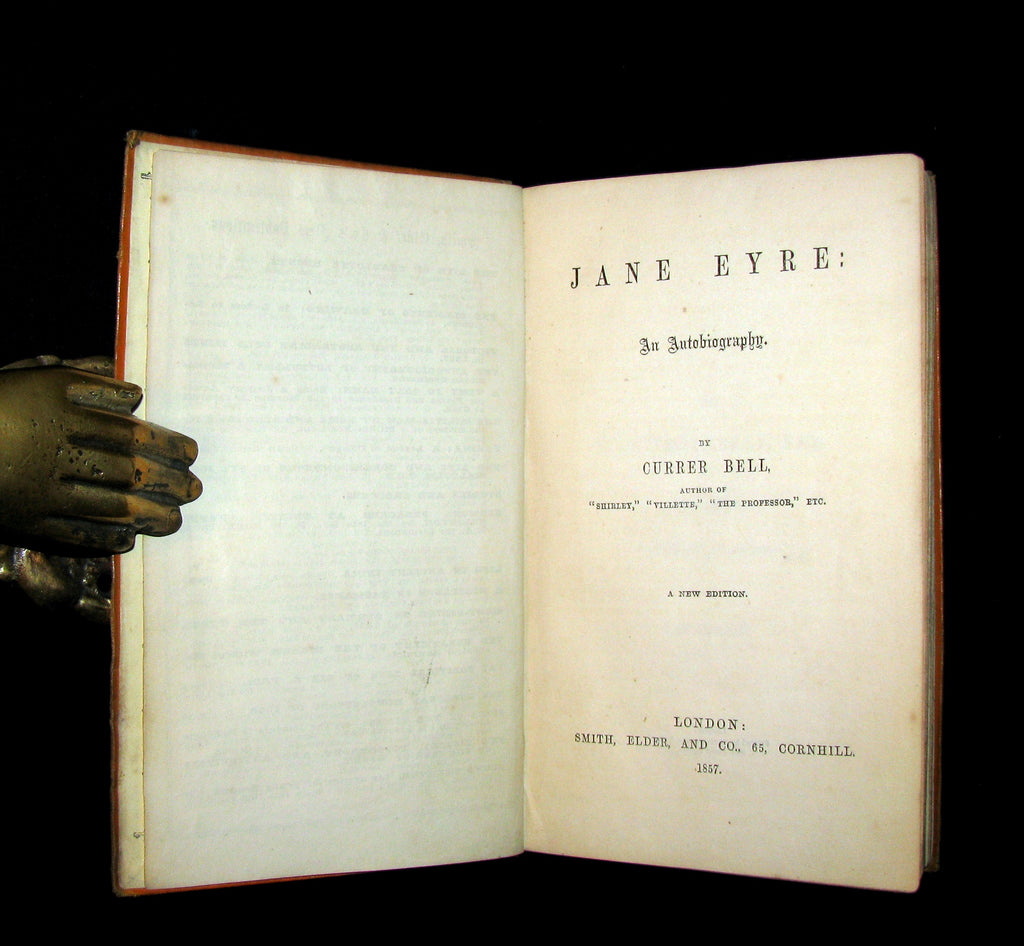 JANE EYRE:
An Autobiography.
BY
CURRER BELL,
AUTHOR OF
"SHIRLEY," "VILLETTE," "THE PROFESSOR," ETC.
A NEW EDITION.
LONDON:
SMITH, ELDER, AND CO., 65, CORNHILL.
1857.